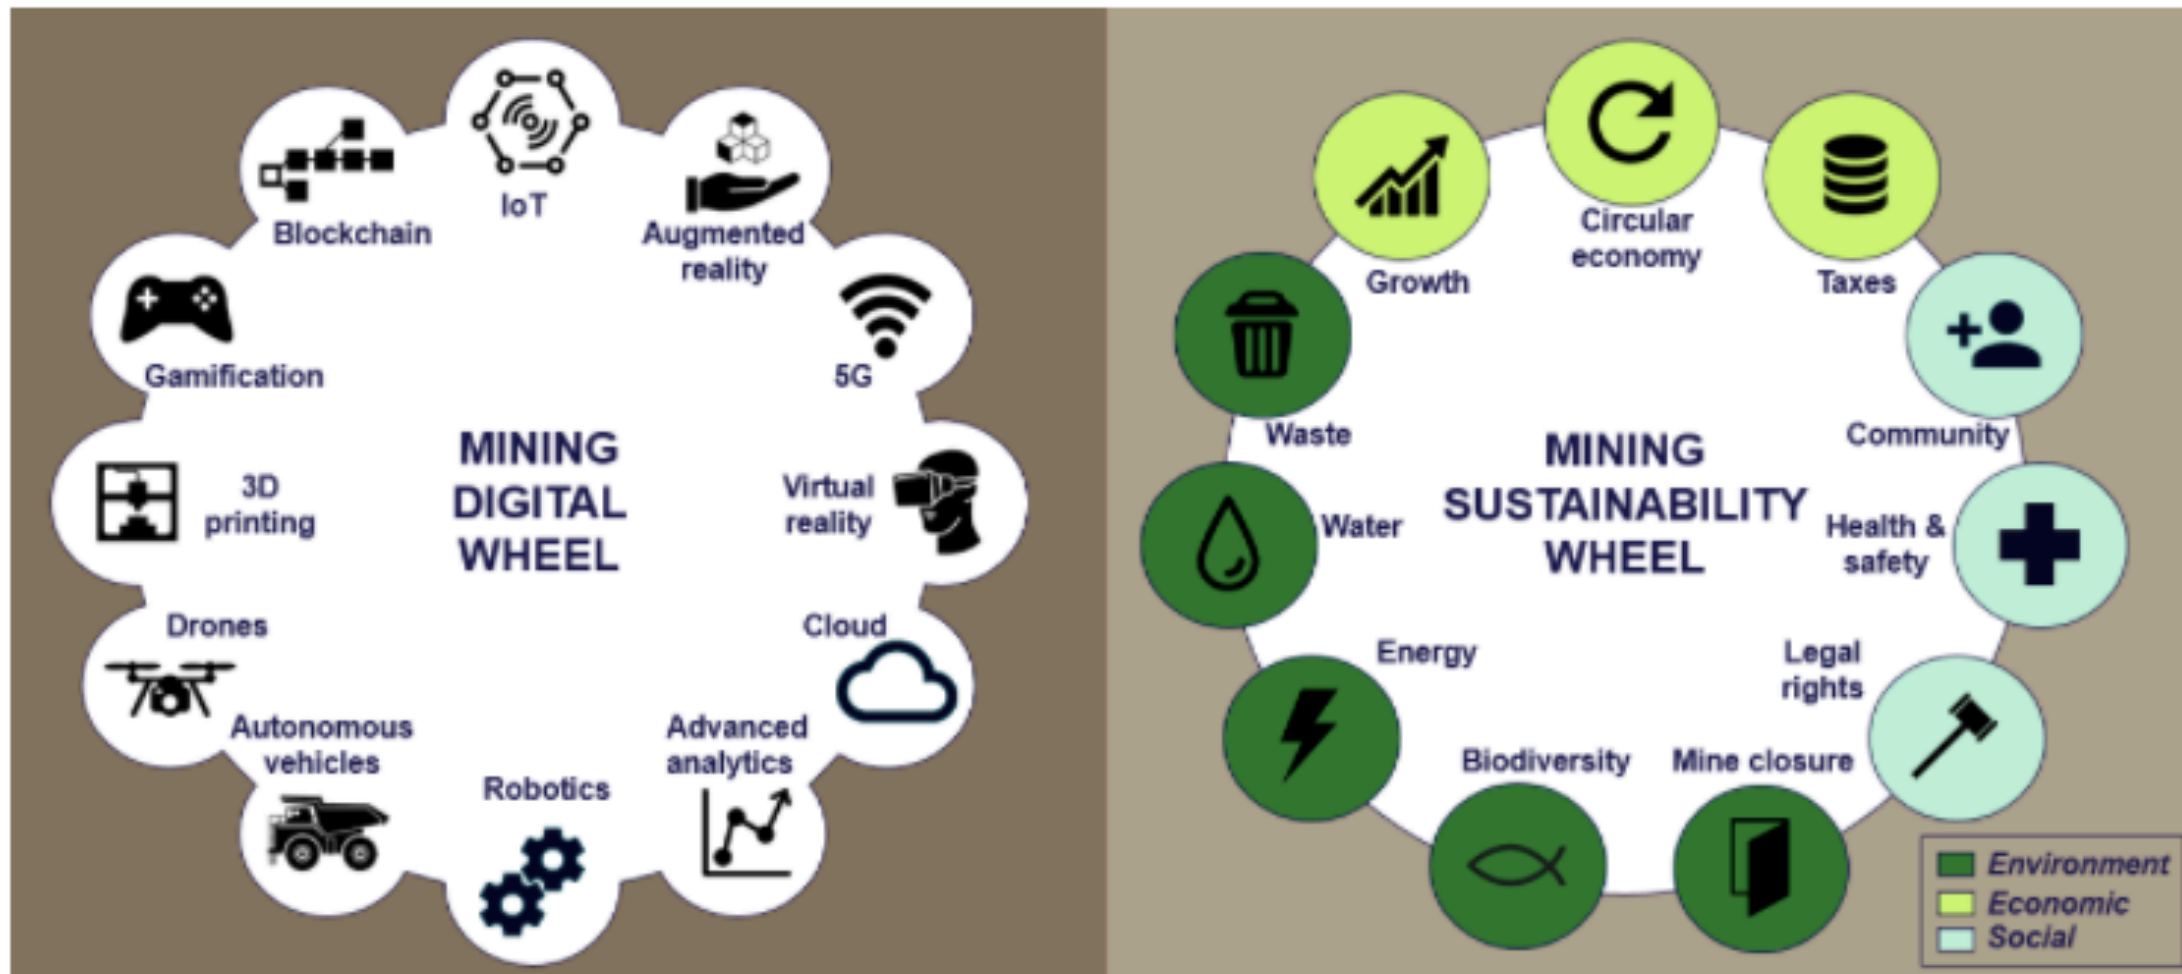 IoT
Blockchain
Augmented
reality
Gamification
5G
MINING
DIGITAL
WHEEL
3D
printing
Virtual
reality
Drones
Cloud
Autonomous
vehicles
Advanced
analytics
Robotics
Circular
economy
Growth
Taxes
Waste
Community
MINING
SUSTAINABILITY
WHEEL
Water
Health &
safety
Energy
Legal
rights
Biodiversity
Mine closure
Environment
Economic
Social